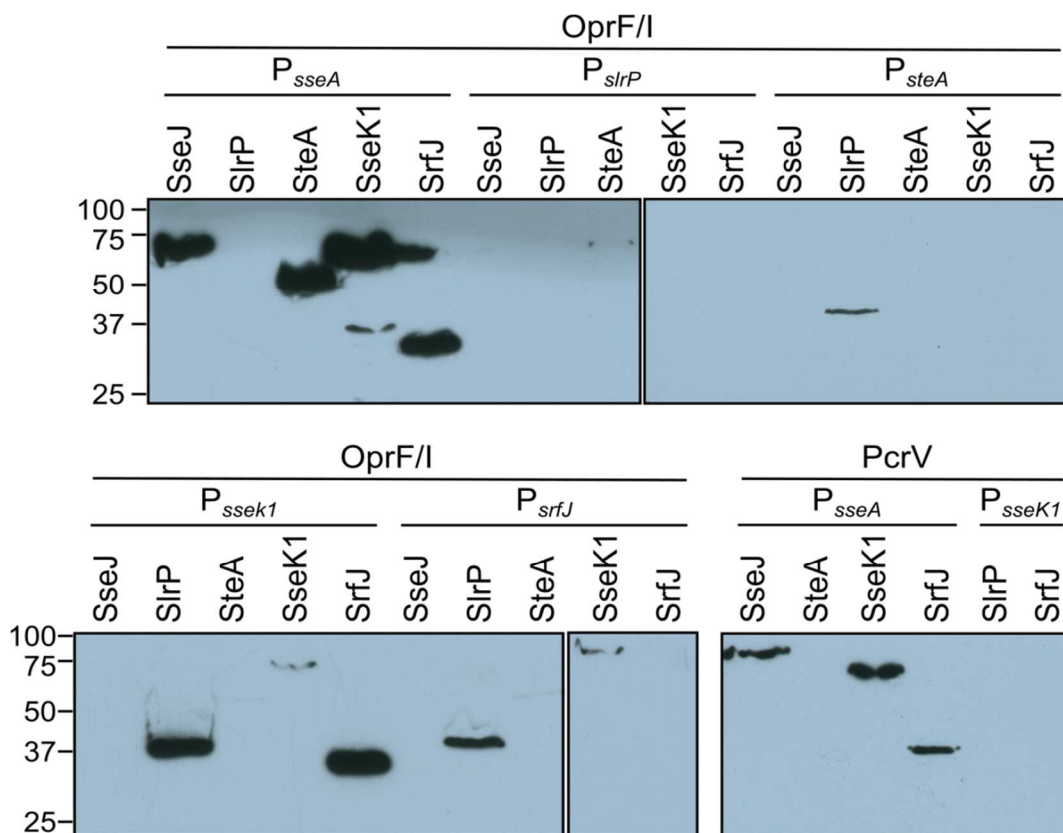 OprF/I
PsseA PslrP PsteA
SseJ SlrP SteA SseK1 SrfJ SseJ SlrP SteA SseK1 SrfJ SseJ SlrP SteA SseK1 SrfJ
100
75
50
37
25
OprF/I PcrV
Pssek1 PsrfJ PsseA PsseK1
SseJ SlrP SteA SseK1 SrfJ SseJ SlrP SteA SseK1 SrfJ SseJ SteA SseK1 SrfJ SlrP SrfJ
100
75
50
37
25